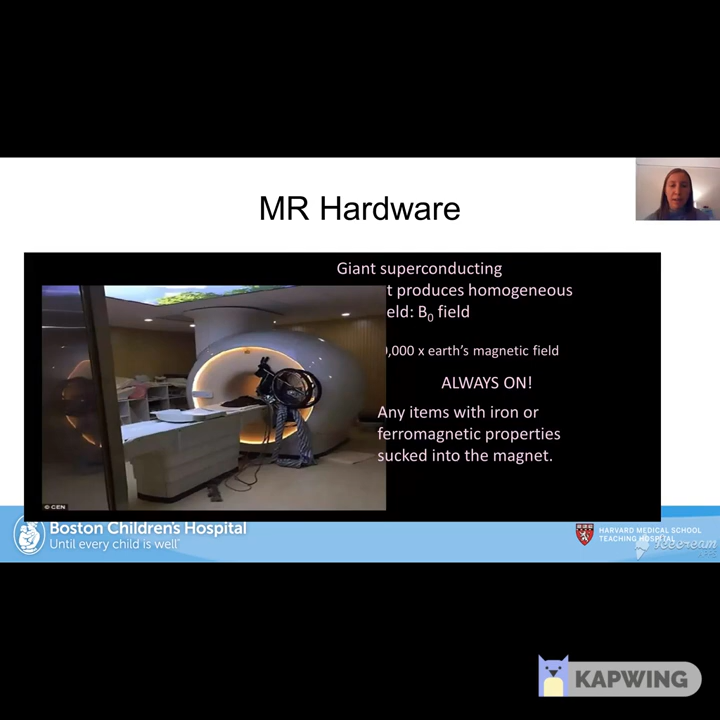 MR Hardware
Giant superconducting
t produces homogeneous
eld: B₀ field
,000 x earth's magnetic field
ALWAYS ON!
Any items with iron or
ferromagnetic properties
sucked into the magnet.
© CEN
Boston Children's Hospital
Until every child is well
HARVARD MEDICAL SCHOOL
TEACHING HOSPITAL
icecream
KAPWING